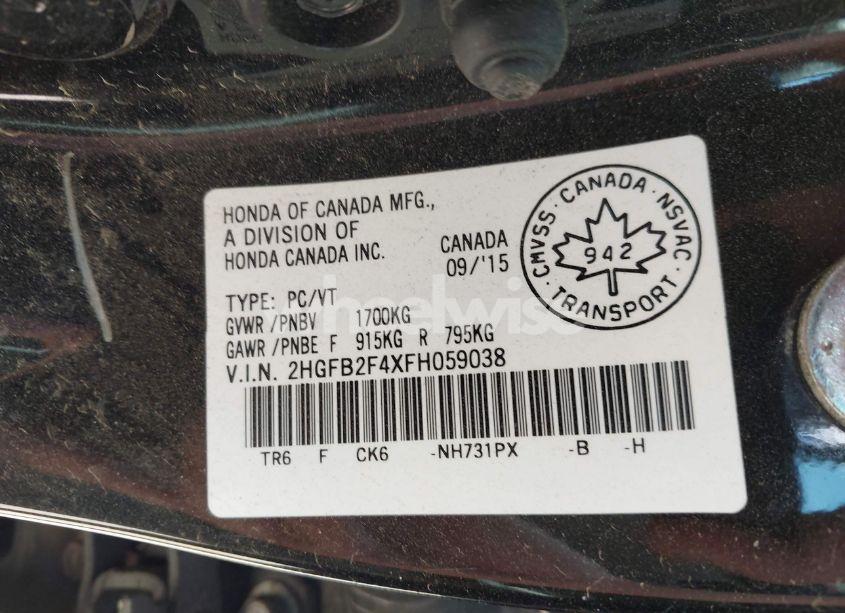 HONDA OF CANADA MFG.,
A DIVISION OF
HONDA CANADA INC.
CANADA
09/'15
CMVSS · CANADA · NSVAC
942
· TRANSPORT ·
TYPE: PC/VT
GVWR/PNBV 1700KG
GAWR/PNBE F 915KG R 795KG
V.I.N. 2HGFB2F4XFH059038
TR6 F CK6 -NH731PX -B -H
wheelwise